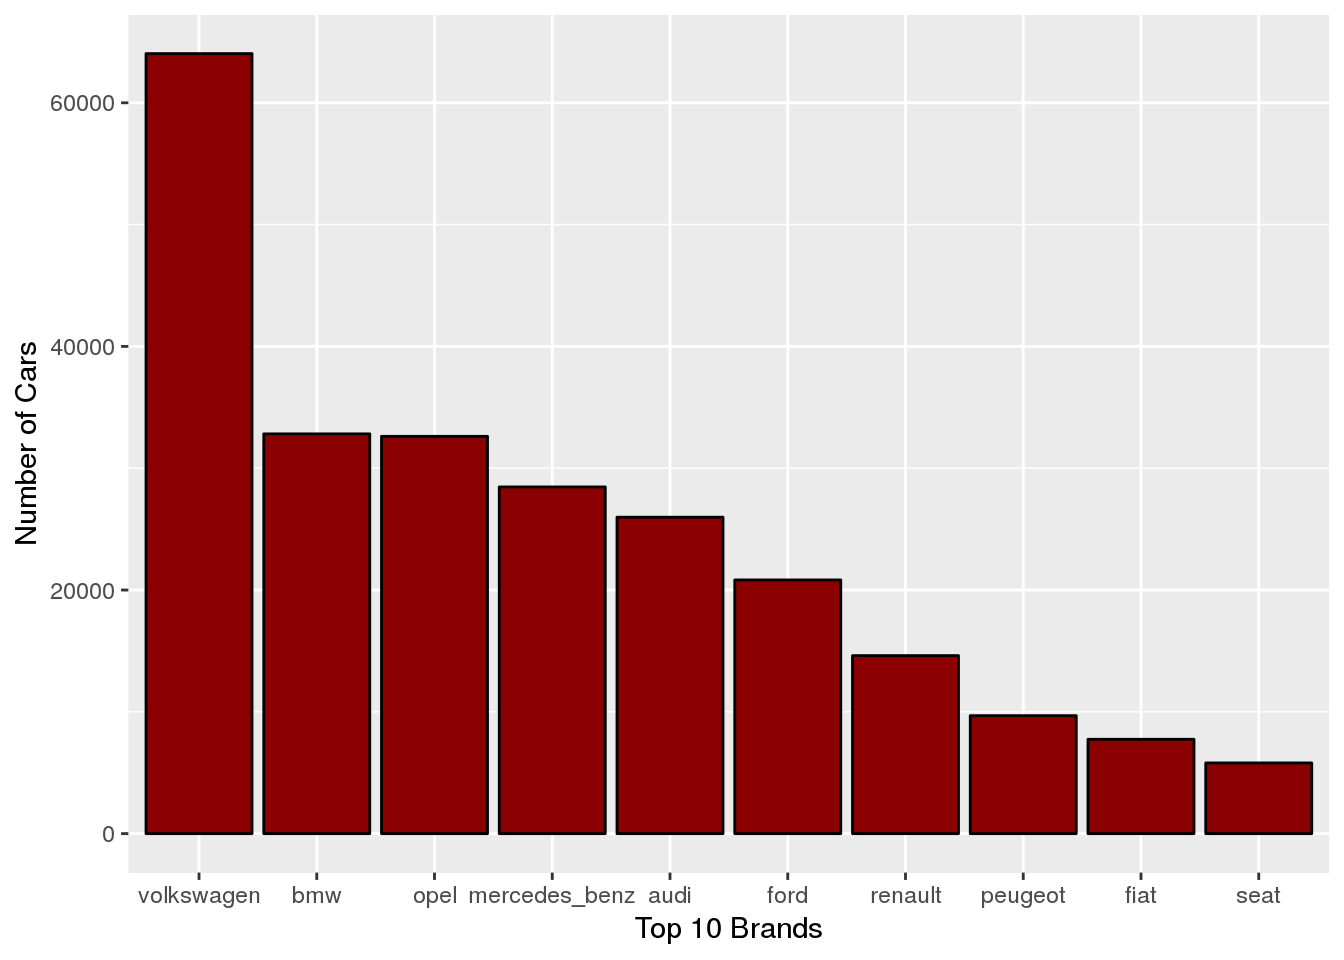 60000
40000
20000
0
Number of Cars
volkswagen bmw opel mercedes_benz audi ford renault peugeot fiat seat
Top 10 Brands